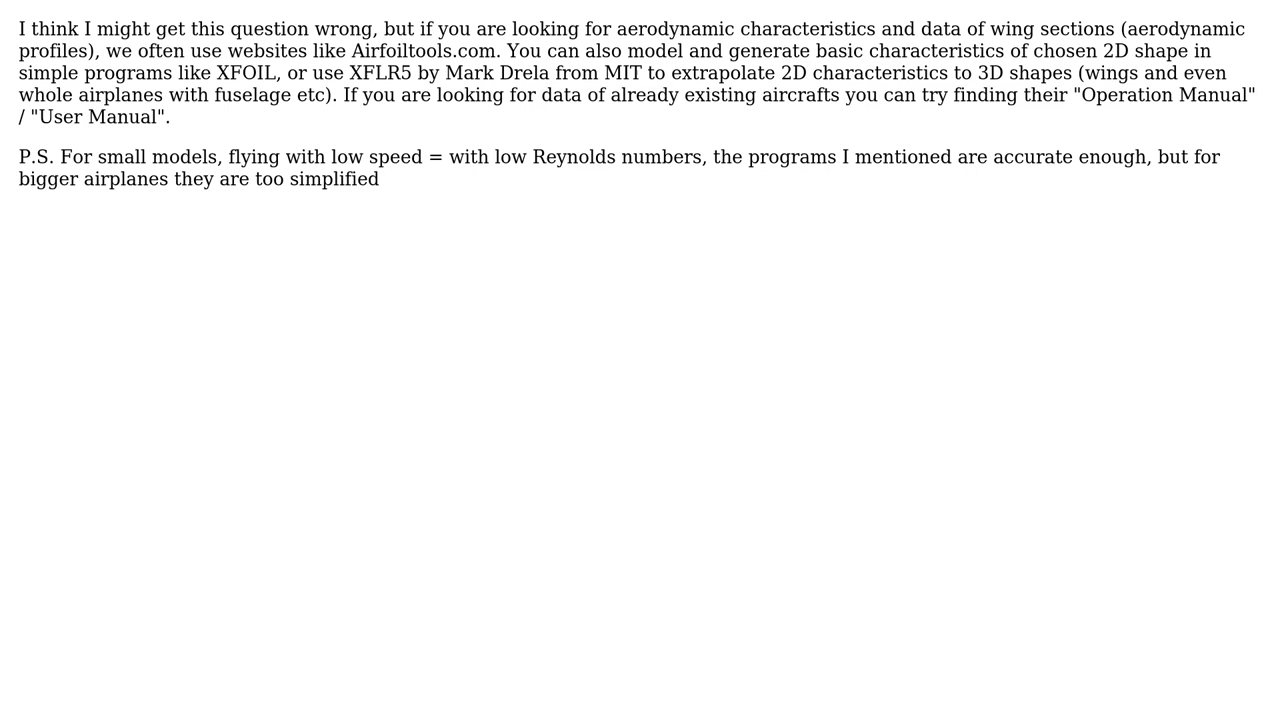 I think I might get this question wrong, but if you are looking for aerodynamic characteristics and data of wing sections (aerodynamic
profiles), we often use websites like Airfoiltools.com. You can also model and generate basic characteristics of chosen 2D shape in
simple programs like XFOIL, or use XFLR5 by Mark Drela from MIT to extrapolate 2D characteristics to 3D shapes (wings and even
whole airplanes with fuselage etc). If you are looking for data of already existing aircrafts you can try finding their "Operation Manual"
/ "User Manual".
P.S. For small models, flying with low speed = with low Reynolds numbers, the programs I mentioned are accurate enough, but for
bigger airplanes they are too simplified